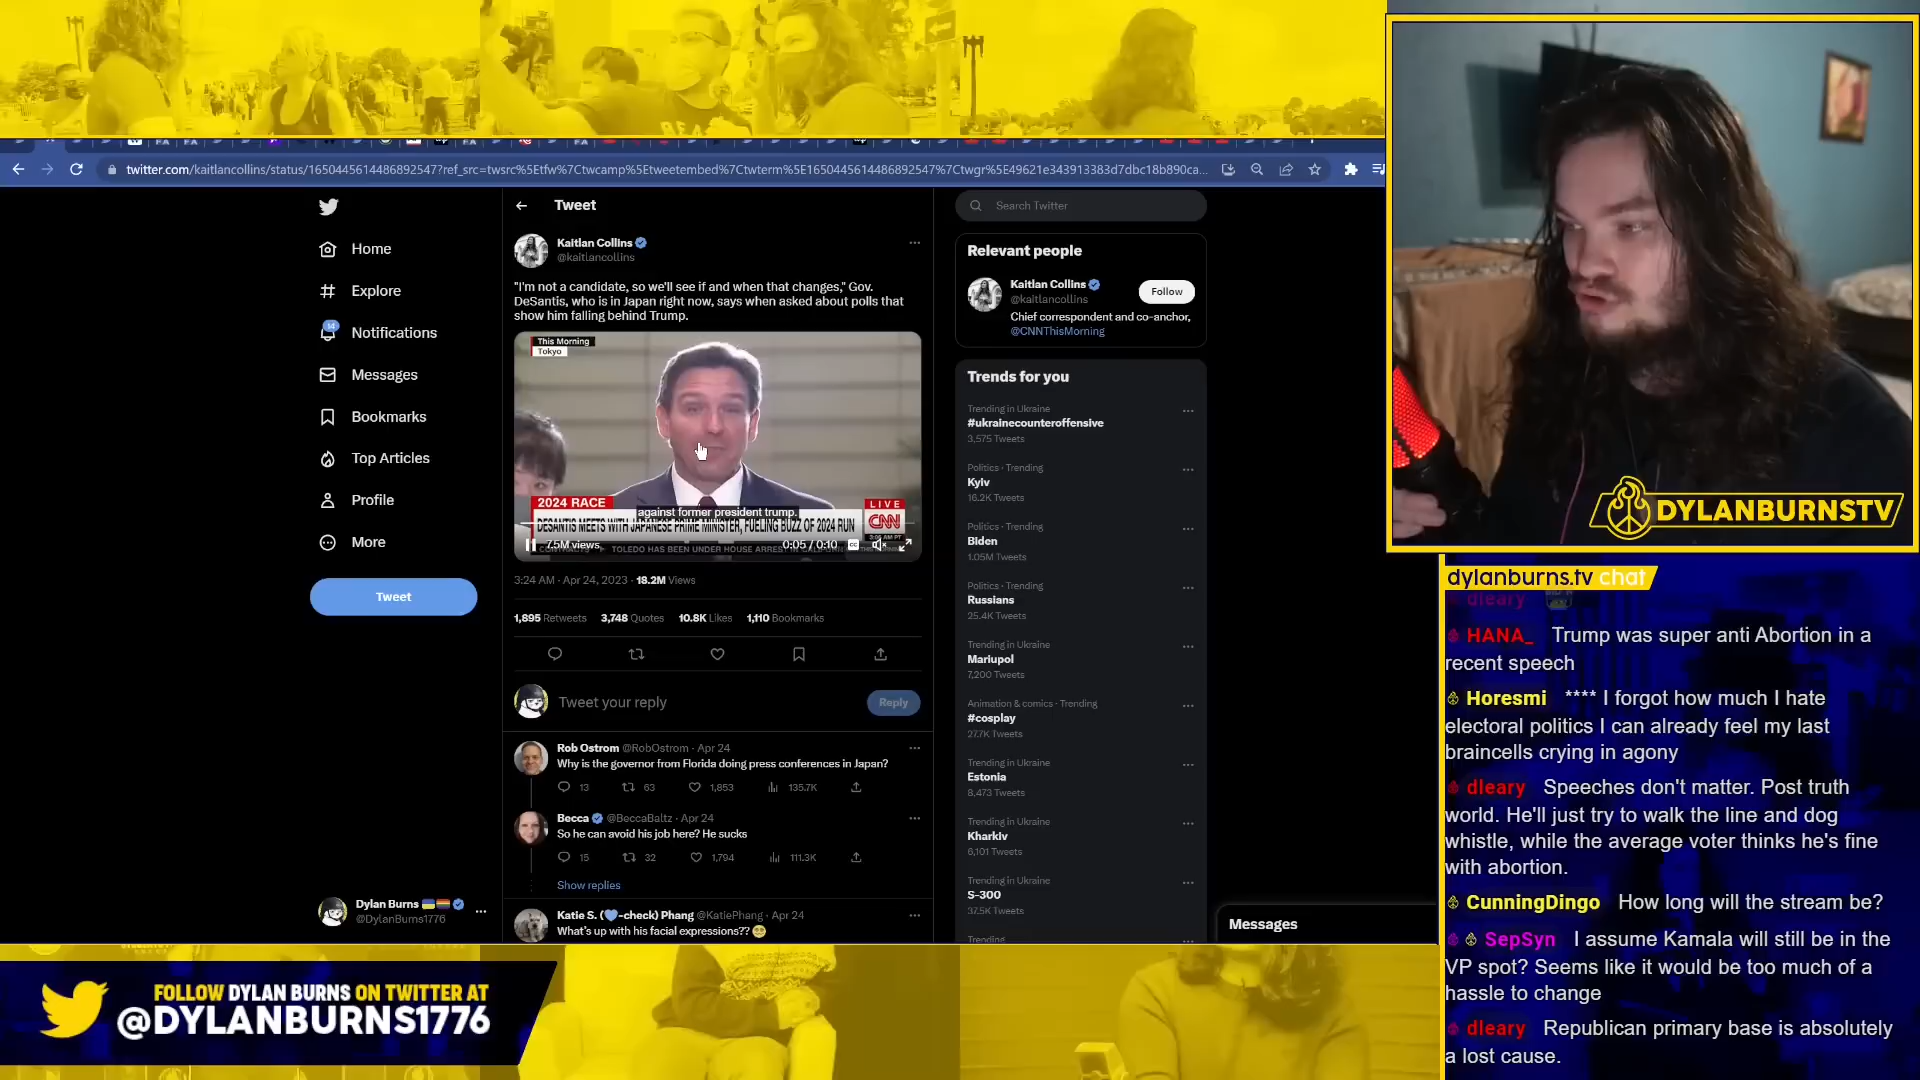 twitter.com/kaitlancollins/status/1650445614486892547?ref_src=twsrc%5Etfw%7Ctwcamp%5Etweetembed%7Ctwterm%5E1650445614486892547%7Ctwgr%5E49621e343913383d7dbc18b890ca...
Home
Explore
14
Notifications
Messages
Bookmarks
Top Articles
Profile
More
Tweet
Dylan Burns
@DylanBurns1776
Tweet
Kaitlan Collins
@kaitlancollins
"I'm not a candidate, so we'll see if and when that changes," Gov.
DeSantis, who is in Japan right now, says when asked about polls that
show him falling behind Trump.
This Morning
Tokyo
2024 RACE
LIVE
against former president trump.
DESANTIS MEETS WITH JAPANESE PRIME MINISTER, FUELING BUZZ OF 2024 RUN
CNN
7.5M views
0:05 / 0:10
TOLEDO HAS BEEN UNDER HOUSE ARREST IN
3:24 AM · Apr 24, 2023 · 18.2M Views
1,895 Retweets 3,748 Quotes 10.8K Likes 1,110 Bookmarks
Tweet your reply
Reply
Rob Ostrom @RobOstrom · Apr 24
Why is the governor from Florida doing press conferences in Japan?
13 63 1,853 135.7K
Becca @BeccaBaltz · Apr 24
So he can avoid his job here? He sucks
15 32 1,794 111.3K
Show replies
Katie S. (💙-check) Phang @KatiePhang · Apr 24
What's up with his facial expressions??
Search Twitter
Relevant people
Kaitlan Collins
@kaitlancollins
Follow
Chief correspondent and co-anchor,
@CNNThisMorning
Trends for you
Trending in Ukraine
#ukrainecounteroffensive
3,575 Tweets
Politics · Trending
Kyiv
16.2K Tweets
Politics · Trending
Biden
1.05M Tweets
Politics · Trending
Russians
25.4K Tweets
Trending in Ukraine
Mariupol
7,200 Tweets
Animation & comics · Trending
#cosplay
27.7K Tweets
Trending in Ukraine
Estonia
8,473 Tweets
Trending in Ukraine
Kharkiv
6,101 Tweets
Trending in Ukraine
S-300
37.5K Tweets
Trending
Messages
DYLANBURNSTV
dylanburns.tv chat
dleary
HANA_ Trump was super anti Abortion in a
recent speech
Horesmi **** I forgot how much I hate
electoral politics I can already feel my last
braincells crying in agony
dleary Speeches don't matter. Post truth
world. He'll just try to walk the line and dog
whistle, while the average voter thinks he's fine
with abortion.
CunningDingo How long will the stream be?
SepSyn I assume Kamala will still be in the
VP spot? Seems like it would be too much of a
hassle to change
dleary Republican primary base is absolutely
a lost cause.
FOLLOW DYLAN BURNS ON TWITTER AT
@DYLANBURNS1776